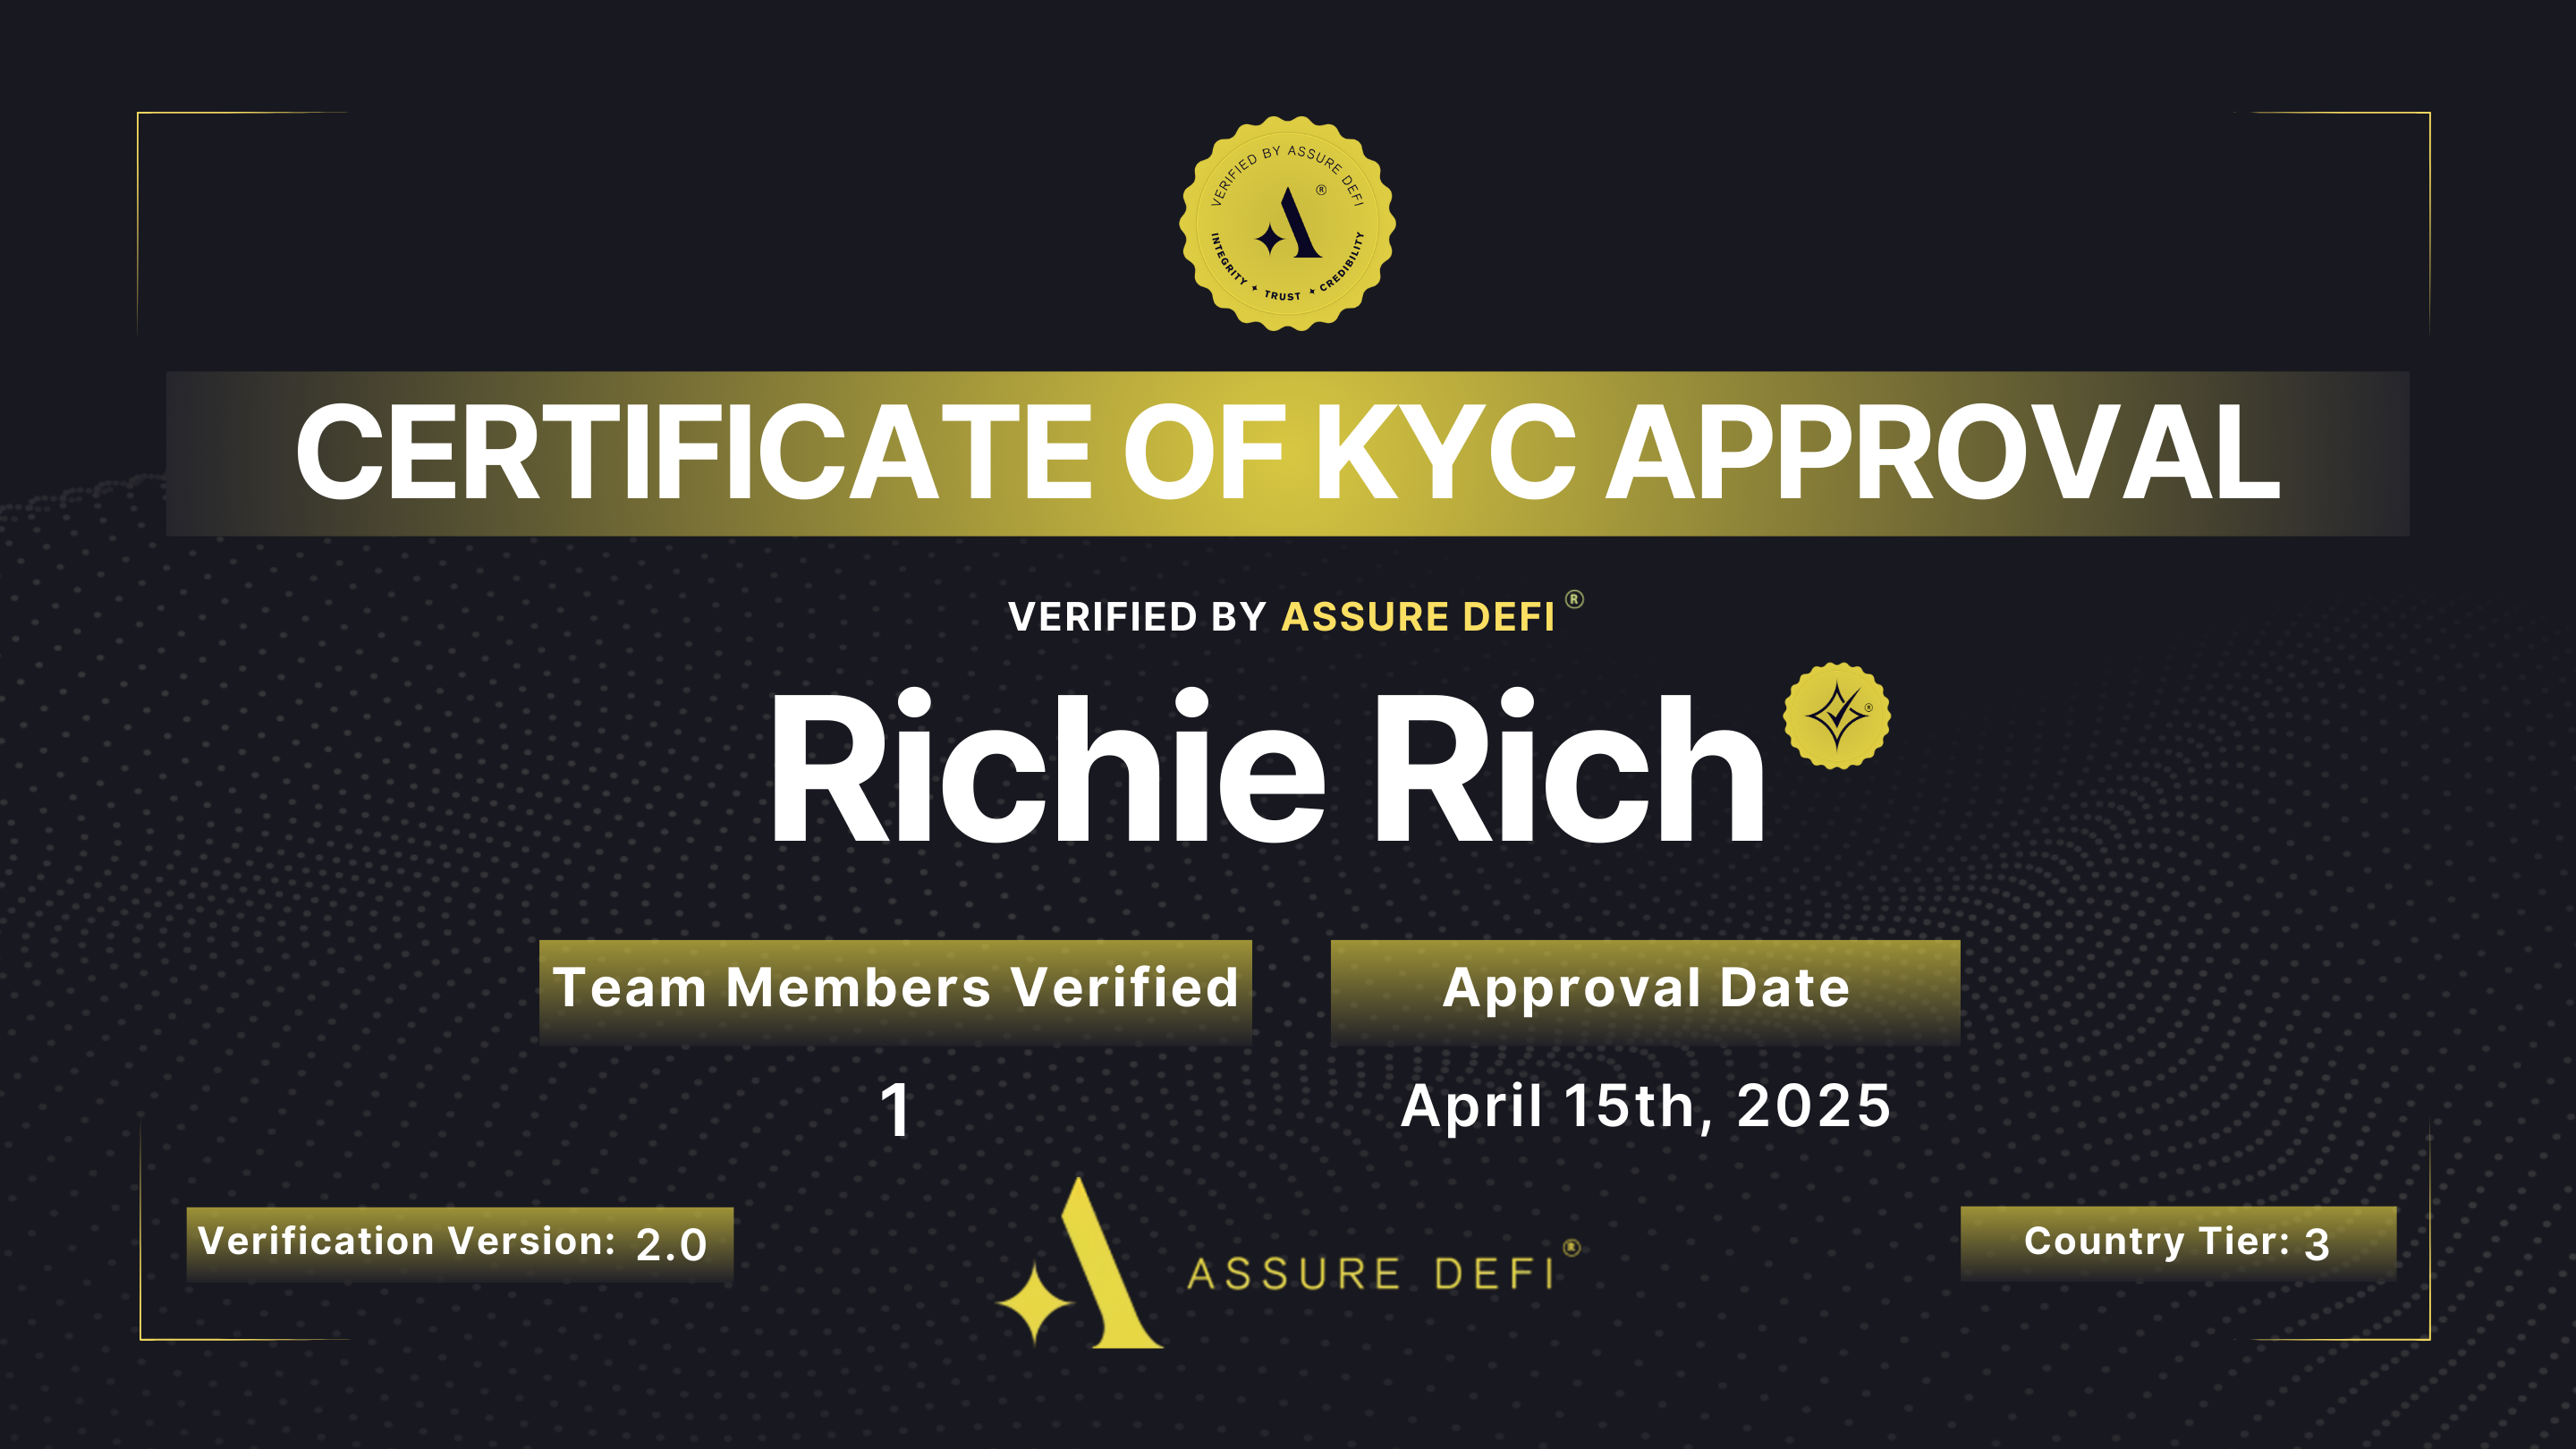 VERIFIED BY ASSURE DEFI
®
INTEGRITY ✦ TRUST ✦ CREDIBILITY
CERTIFICATE OF KYC APPROVAL
VERIFIED BY ASSURE DEFI ®
Richie Rich
®
Team Members Verified
1
Approval Date
April 15th, 2025
Verification Version: 2.0
ASSURE DEFI ®
Country Tier: 3